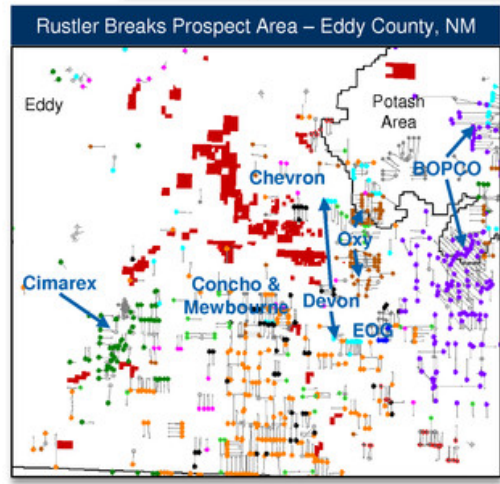 Rustler Breaks Prospect Area – Eddy County, NM
Eddy
Potash
Area
BOPCO
Chevron
Oxy
Cimarex
Concho &
Mewbourne
Devon
EOG